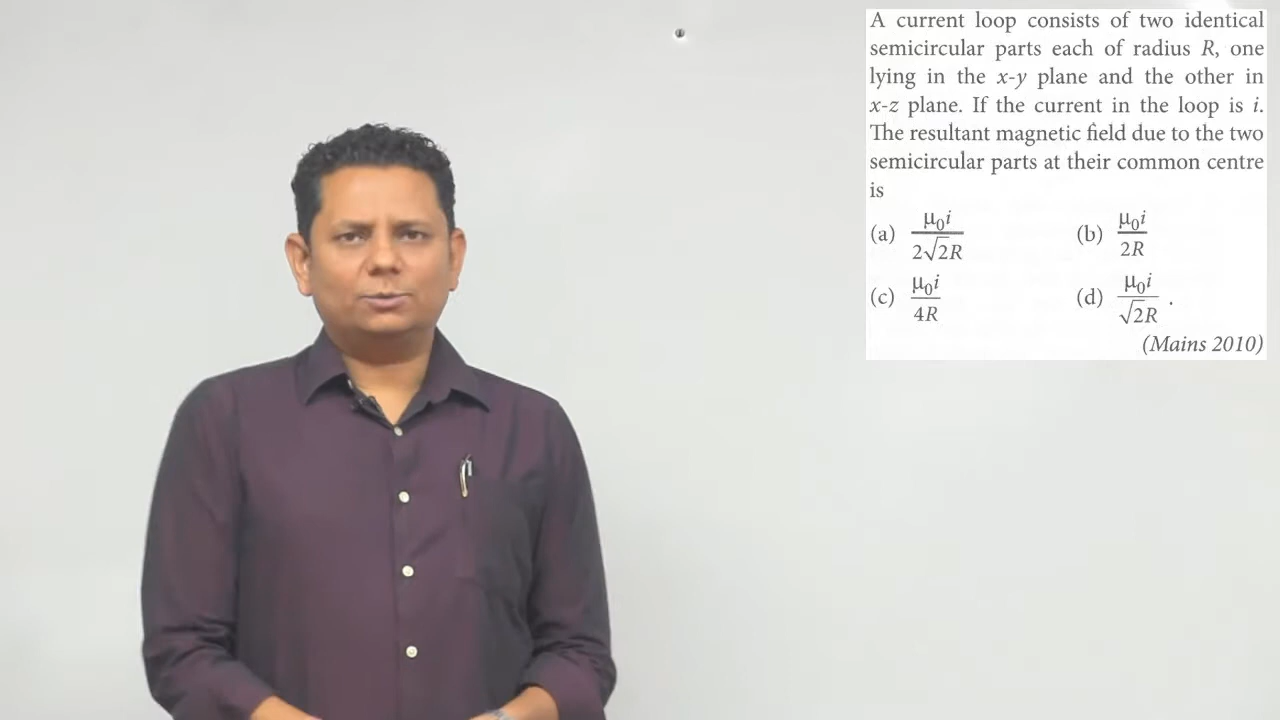 A current loop consists of two identical
semicircular parts each of radius R, one
lying in the x-y plane and the other in
x-z plane. If the current in the loop is i.
The resultant magnetic field due to the two
semicircular parts at their common centre
is
(a) μ₀i / 2√2R (b) μ₀i / 2R
(c) μ₀i / 4R (d) μ₀i / √2R .
(Mains 2010)